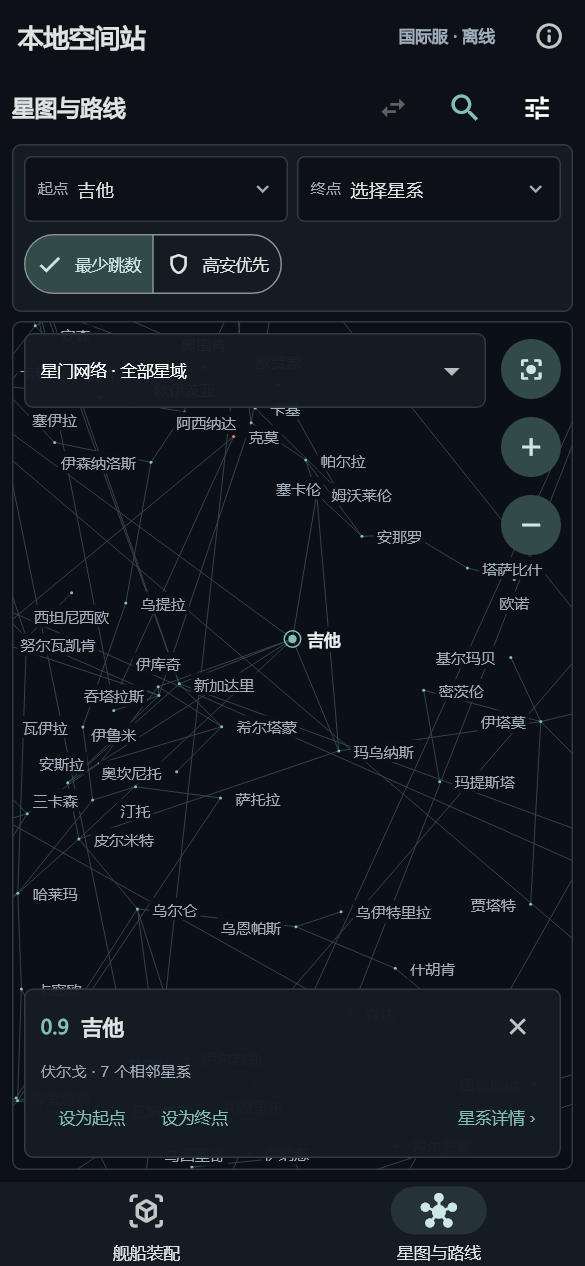 本地空间站
国际服 · 离线
星图与路线
起点 吉他
终点 选择星系
最少跳数
高安优先
星门网络 · 全部星域
塞伊拉
阿西纳达
卡基
克莫
伊森纳洛斯
帕尔拉
塞卡伦
姆沃莱伦
安那罗
塔萨比什
欧诺
乌提拉
西坦尼西欧
努尔瓦凯肯
吉他
伊库奇
基尔玛贝
新加达里
吞塔拉斯
密茨伦
瓦伊拉
伊鲁米
希尔塔蒙
伊塔莫
玛乌纳斯
安斯拉
奥坎尼托
玛提斯塔
三卡森
汀托
萨托拉
皮尔米特
哈莱玛
乌尔仑
乌恩帕斯
乌伊特里拉
贾塔特
什胡肯
0.9 吉他
伏尔戈 · 7 个相邻星系
设为起点
设为终点
星系详情 ›
舰船装配
星图与路线